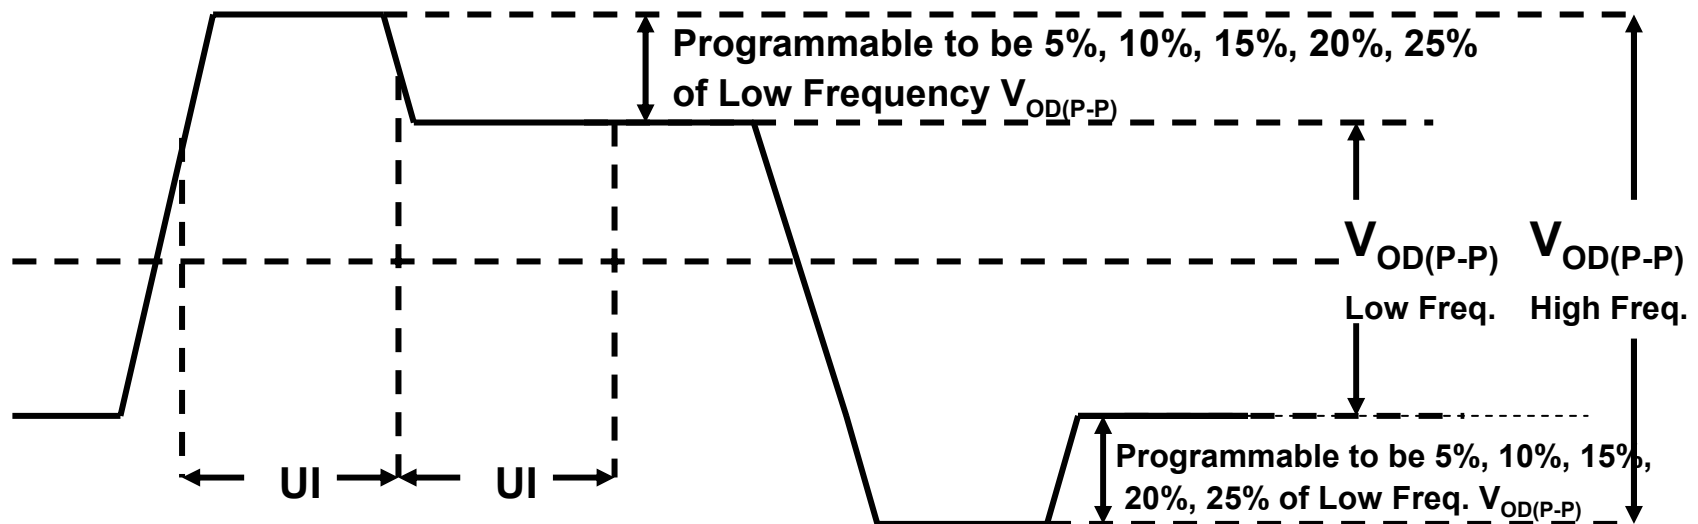 Programmable to be 5%, 10%, 15%, 20%, 25%
of Low Frequency VOD(P-P)
VOD(P-P)
Low Freq.
VOD(P-P)
High Freq.
UI
UI
Programmable to be 5%, 10%, 15%,
20%, 25% of Low Freq. VOD(P-P)